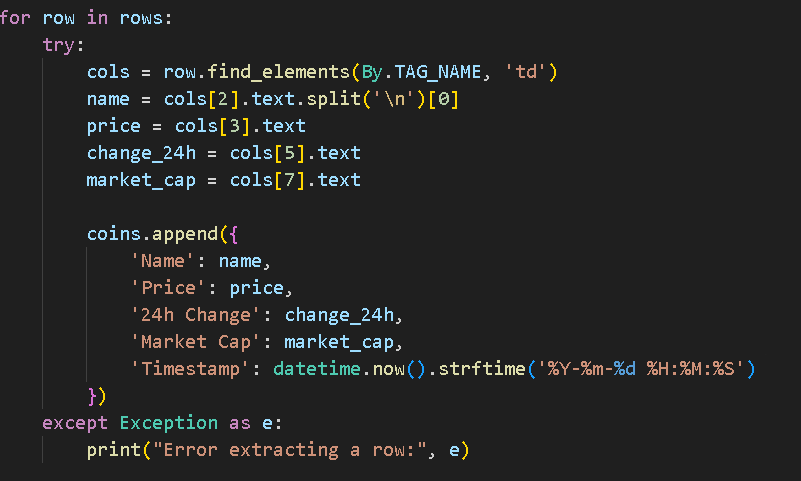 for row in rows:
    try:
        cols = row.find_elements(By.TAG_NAME, 'td')
        name = cols[2].text.split('\n')[0]
        price = cols[3].text
        change_24h = cols[5].text
        market_cap = cols[7].text

        coins.append({
            'Name': name,
            'Price': price,
            '24h Change': change_24h,
            'Market Cap': market_cap,
            'Timestamp': datetime.now().strftime('%Y-%m-%d %H:%M:%S')
        })
    except Exception as e:
        print("Error extracting a row:", e)